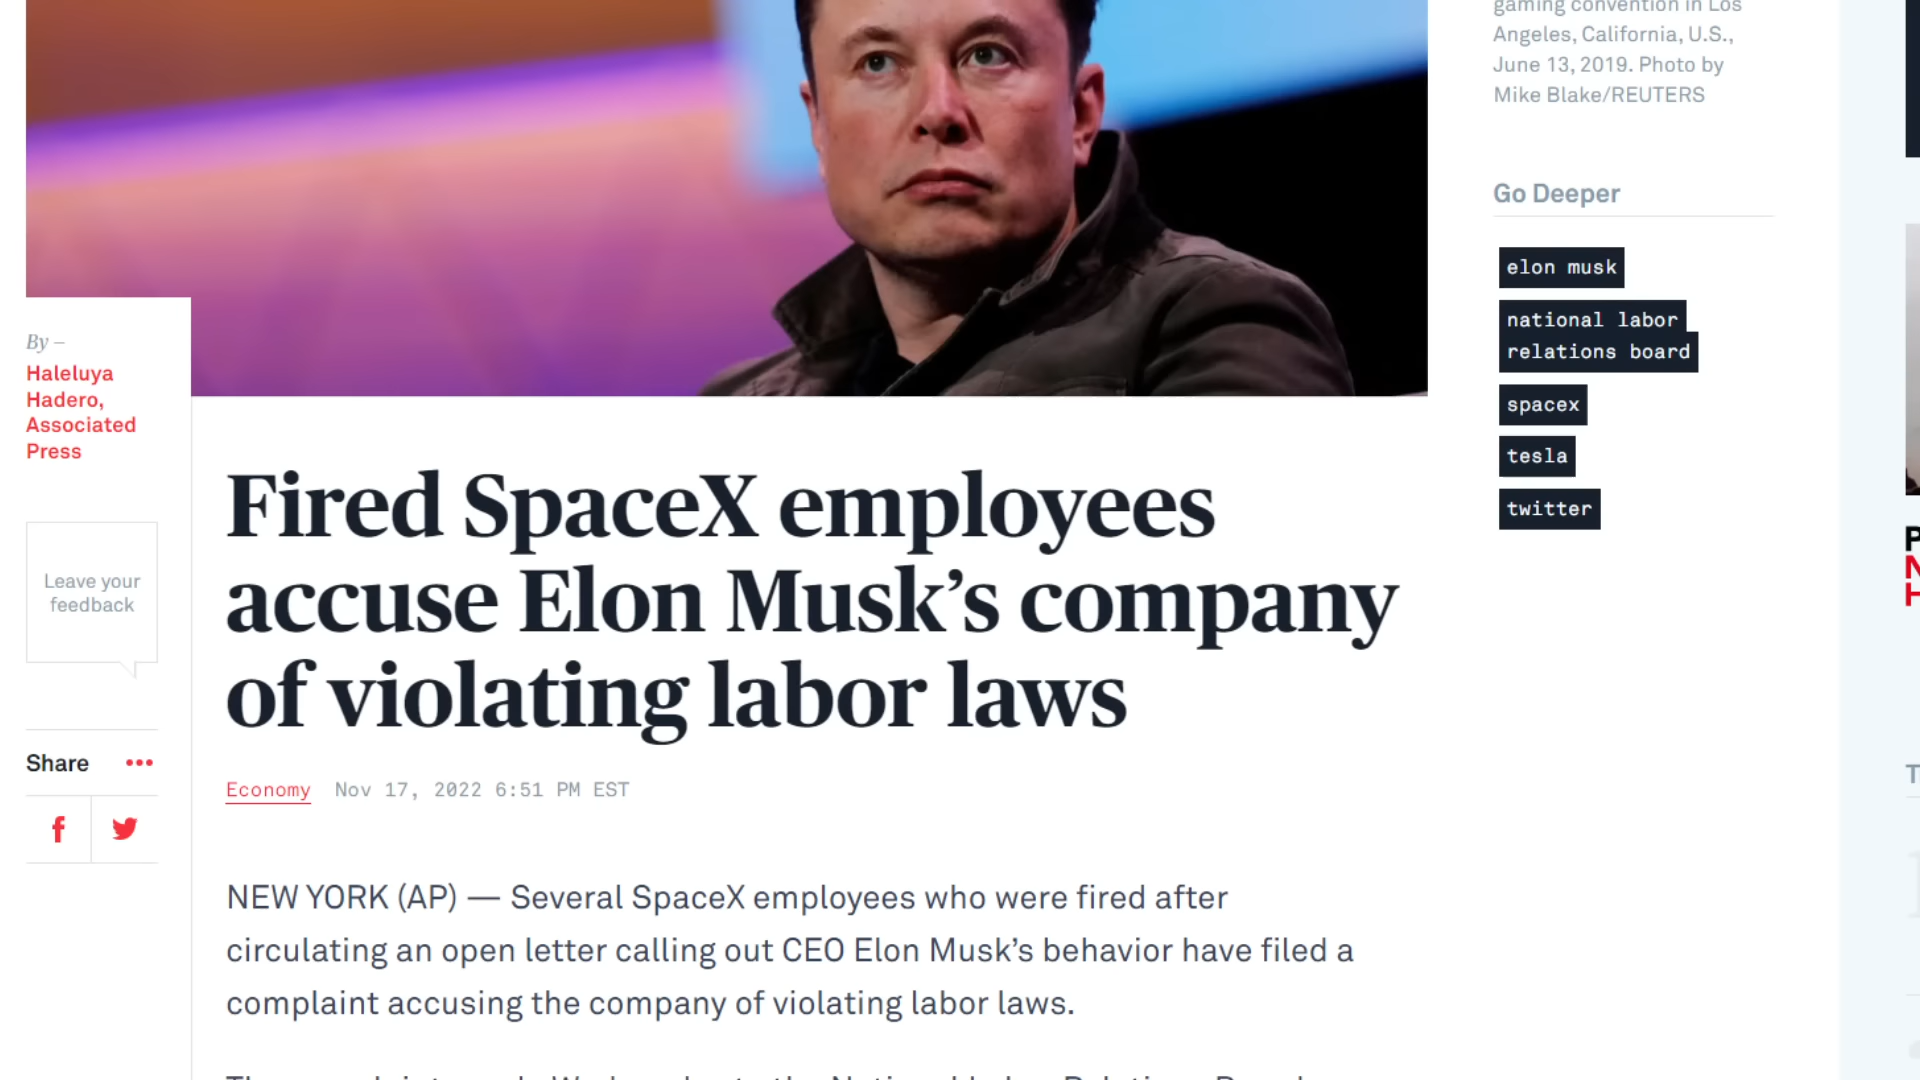 gaming convention in Los
Angeles, California, U.S.,
June 13, 2019. Photo by
Mike Blake/REUTERS
Go Deeper
elon musk
national labor
relations board
spacex
tesla
twitter
By –
Haleluya
Hadero,
Associated
Press
Leave your
feedback
Share
Fired SpaceX employees
accuse Elon Musk’s company
of violating labor laws
Economy Nov 17, 2022 6:51 PM EST
NEW YORK (AP) — Several SpaceX employees who were fired after
circulating an open letter calling out CEO Elon Musk’s behavior have filed a
complaint accusing the company of violating labor laws.